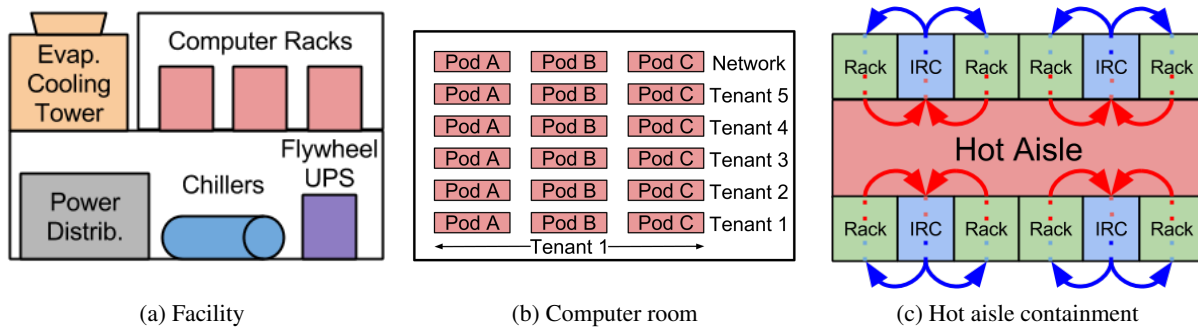 Evap.
Cooling
Tower
Computer Racks
Flywheel
UPS
Chillers
Power
Distrib.
(a) Facility
Pod A Pod B Pod C Network
Pod A Pod B Pod C Tenant 5
Pod A Pod B Pod C Tenant 4
Pod A Pod B Pod C Tenant 3
Pod A Pod B Pod C Tenant 2
Pod A Pod B Pod C Tenant 1
Tenant 1
(b) Computer room
Rack IRC Rack Rack IRC Rack
Hot Aisle
Rack IRC Rack Rack IRC Rack
(c) Hot aisle containment